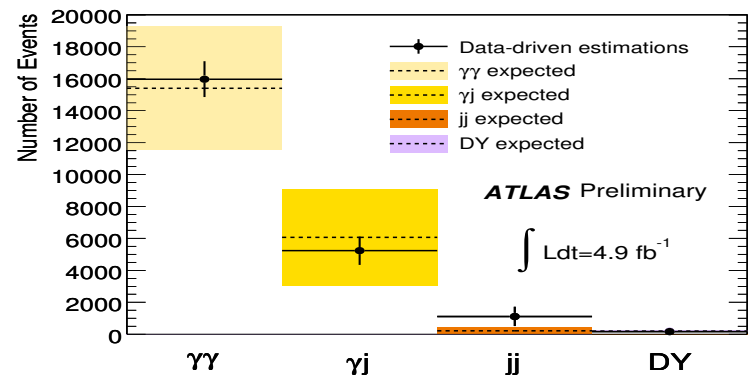 Number of Events
20000
18000
16000
14000
12000
10000
8000
6000
4000
2000
0
Data-driven estimations
γγ expected
γj expected
jj expected
DY expected
ATLAS Preliminary
∫ Ldt=4.9 fb⁻¹
γγ γj jj DY